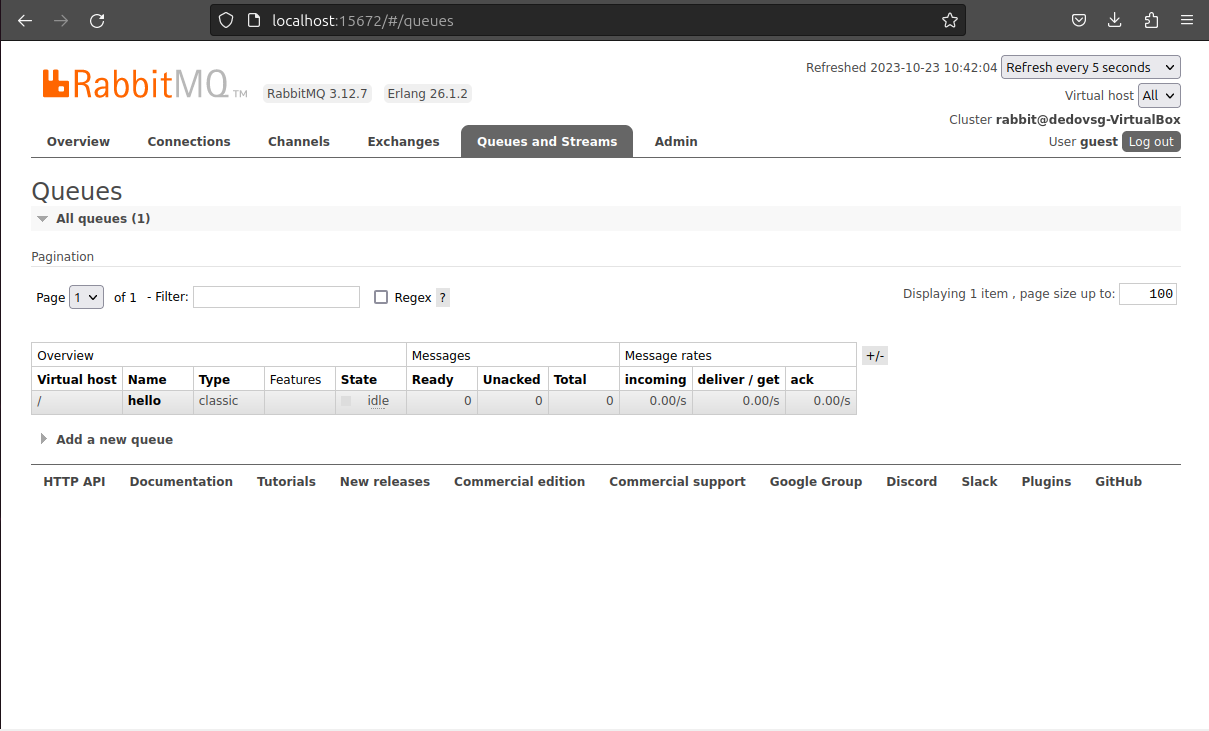 localhost:15672/#/queues
RabbitMQ TM RabbitMQ 3.12.7 Erlang 26.1.2
Refreshed 2023-10-23 10:42:04 Refresh every 5 seconds
Virtual host All
Cluster rabbit@dedovsg-VirtualBox
User guest Log out
Overview Connections Channels Exchanges Queues and Streams Admin
Queues
All queues (1)
Pagination
Page 1 of 1 - Filter: Regex ? Displaying 1 item , page size up to: 100
Overview Messages Message rates +/-
Virtual host Name Type Features State Ready Unacked Total incoming deliver / get ack
/ hello classic idle 0 0 0 0.00/s 0.00/s 0.00/s
Add a new queue
HTTP API Documentation Tutorials New releases Commercial edition Commercial support Google Group Discord Slack Plugins GitHub